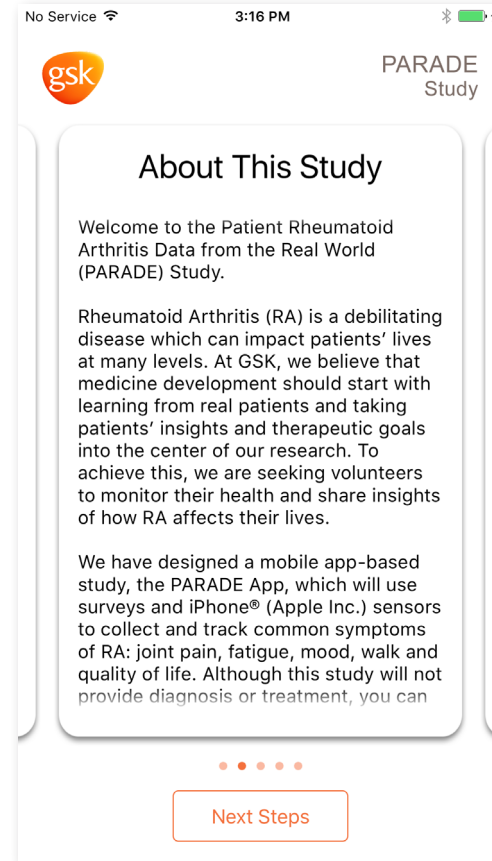 No Service 3:16 PM
gsk
PARADE
Study
About This Study
Welcome to the Patient Rheumatoid
Arthritis Data from the Real World
(PARADE) Study.
Rheumatoid Arthritis (RA) is a debilitating
disease which can impact patients’ lives
at many levels. At GSK, we believe that
medicine development should start with
learning from real patients and taking
patients’ insights and therapeutic goals
into the center of our research. To
achieve this, we are seeking volunteers
to monitor their health and share insights
of how RA affects their lives.
We have designed a mobile app-based
study, the PARADE App, which will use
surveys and iPhone® (Apple Inc.) sensors
to collect and track common symptoms
of RA: joint pain, fatigue, mood, walk and
quality of life. Although this study will not
provide diagnosis or treatment, you can
Next Steps